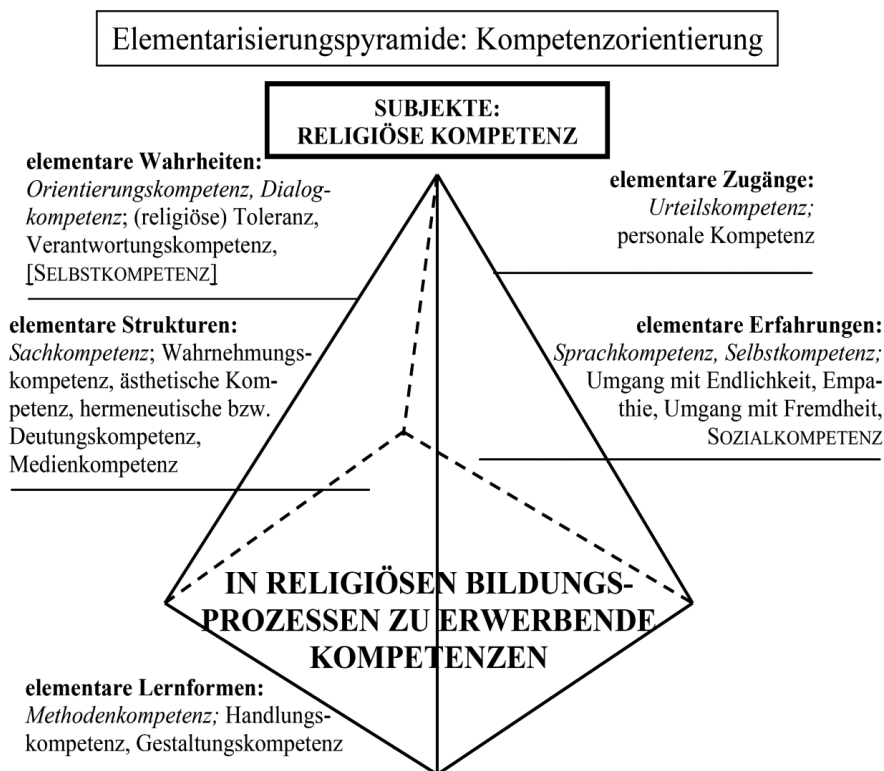 Elementarisierungspyramide: Kompetenzorientierung
SUBJEKTE:
RELIGIÖSE KOMPETENZ
elementare Wahrheiten:
Orientierungskompetenz, Dialog-
kompetenz; (religiöse) Toleranz,
Verantwortungskompetenz,
[SELBSTKOMPETENZ]
elementare Zugänge:
Urteilskompetenz;
personale Kompetenz
elementare Strukturen:
Sachkompetenz; Wahrnehmungs-
kompetenz, ästhetische Kom-
petenz, hermeneutische bzw.
Deutungskompetenz,
Medienkompetenz
elementare Erfahrungen:
Sprachkompetenz, Selbstkompetenz;
Umgang mit Endlichkeit, Empa-
thie, Umgang mit Fremdheit,
SOZIALKOMPETENZ
IN RELIGIÖSEN BILDUNGS-
PROZESSEN ZU ERWERBENDE
KOMPETENZEN
elementare Lernformen:
Methodenkompetenz; Handlungs-
kompetenz, Gestaltungskompetenz